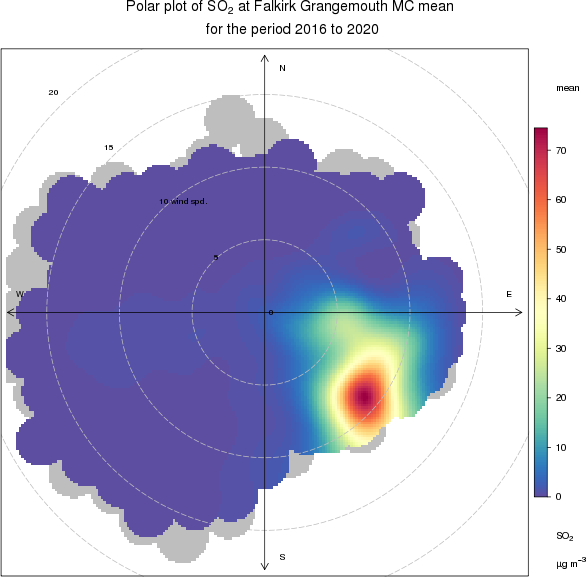 Polar plot of SO₂ at Falkirk Grangemouth MC mean
for the period 2016 to 2020
N
20
mean
15
70
10 wind spd.
60
5
50
W
E
0
40
30
20
10
0
SO₂
S
µg m⁻³